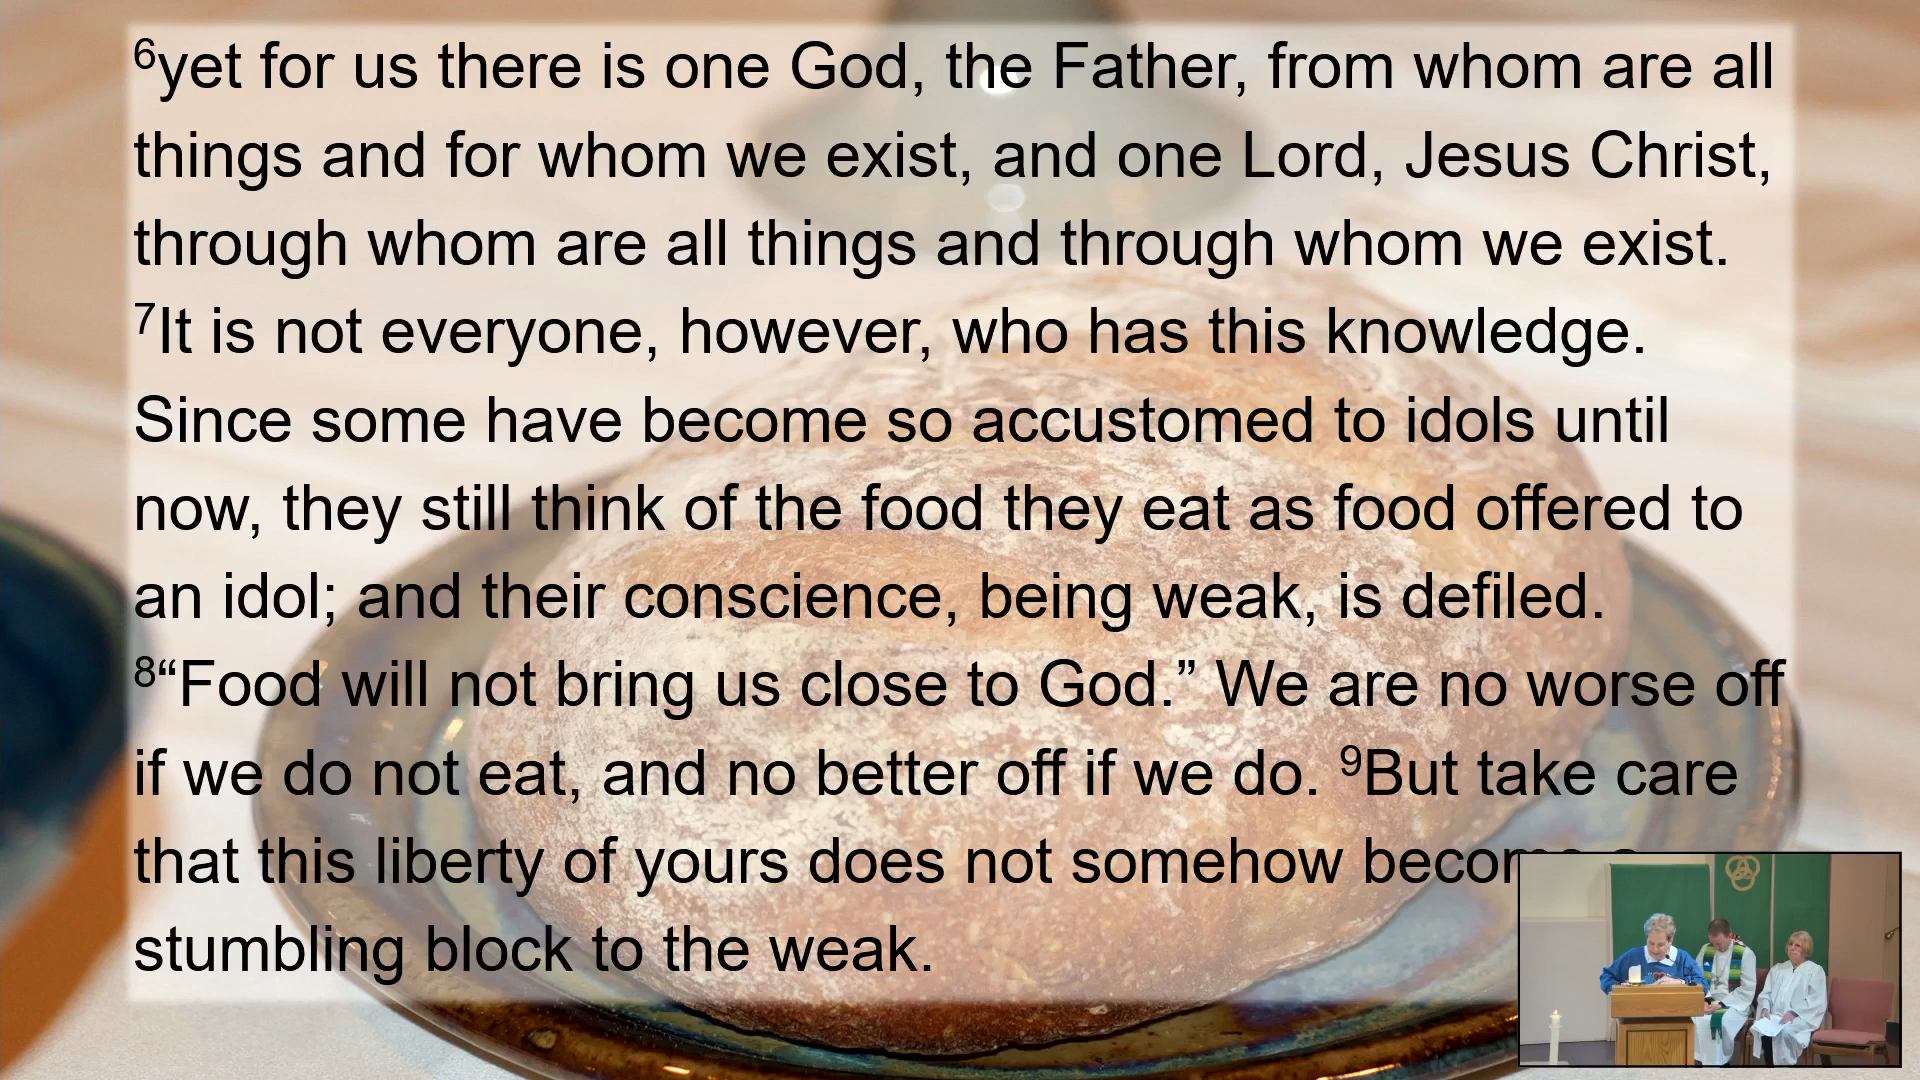 ⁶yet for us there is one God, the Father, from whom are all
things and for whom we exist, and one Lord, Jesus Christ,
through whom are all things and through whom we exist.
⁷It is not everyone, however, who has this knowledge.
Since some have become so accustomed to idols until
now, they still think of the food they eat as food offered to
an idol; and their conscience, being weak, is defiled.
⁸“Food will not bring us close to God.” We are no worse off
if we do not eat, and no better off if we do. ⁹But take care
that this liberty of yours does not somehow become a
stumbling block to the weak.